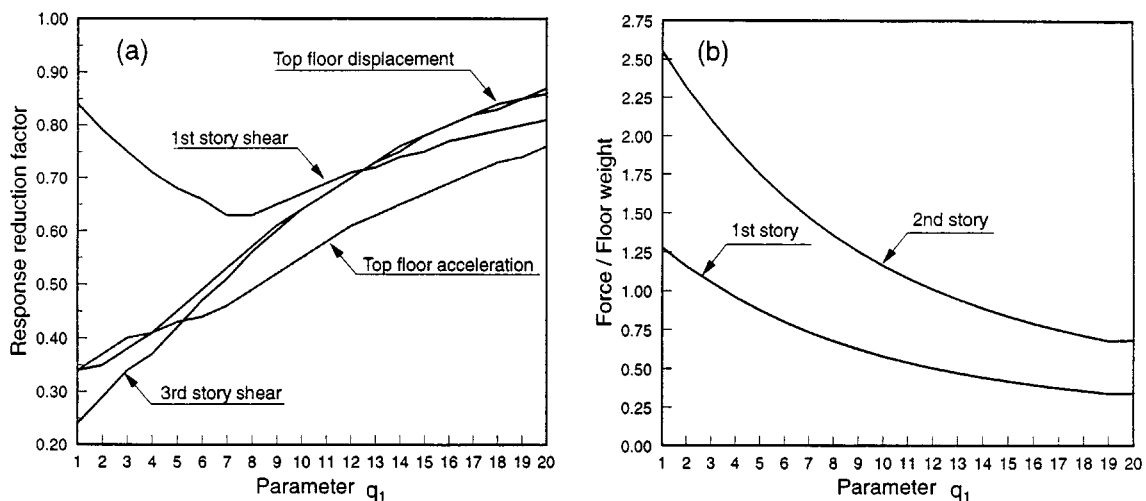 (a)
Response reduction factor
1.00
0.90
0.80
0.70
0.60
0.50
0.40
0.30
0.20
Top floor displacement
1st story shear
Top floor acceleration
3rd story shear
1 2 3 4 5 6 7 8 9 10 11 12 13 14 15 16 17 18 19 20
Parameter q1
(b)
Force / Floor weight
2.75
2.50
2.25
2.00
1.75
1.50
1.25
1.00
0.75
0.50
0.25
0.00
2nd story
1st story
1 2 3 4 5 6 7 8 9 10 11 12 13 14 15 16 17 18 19 20
Parameter q1